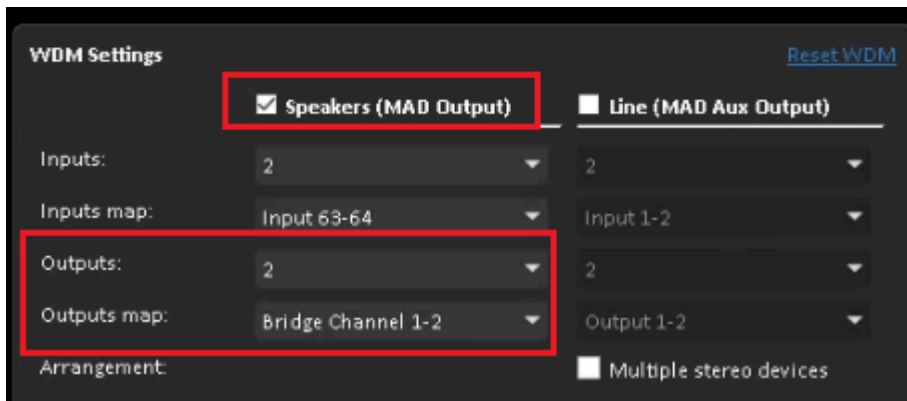 WDM Settings Reset WDM
Speakers (MAD Output) Line (MAD Aux Output)
Inputs: 2 2
Inputs map: Input 63-64 Input 1-2
Outputs: 2 2
Outputs map: Bridge Channel 1-2 Output 1-2
Arrangement: Multiple stereo devices